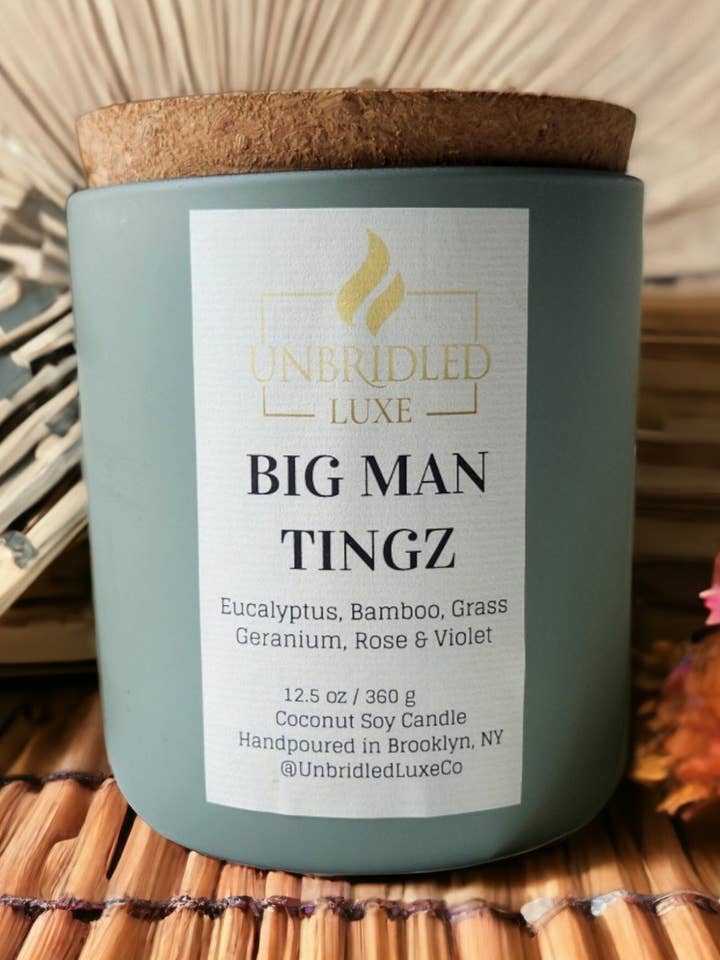 UNBRIDLED
LUXE
BIG MAN
TINGZ
Eucalyptus, Bamboo, Grass
Geranium, Rose & Violet
12.5 oz / 360 g
Coconut Soy Candle
Handpoured in Brooklyn, NY
@UnbridledLuxeCo